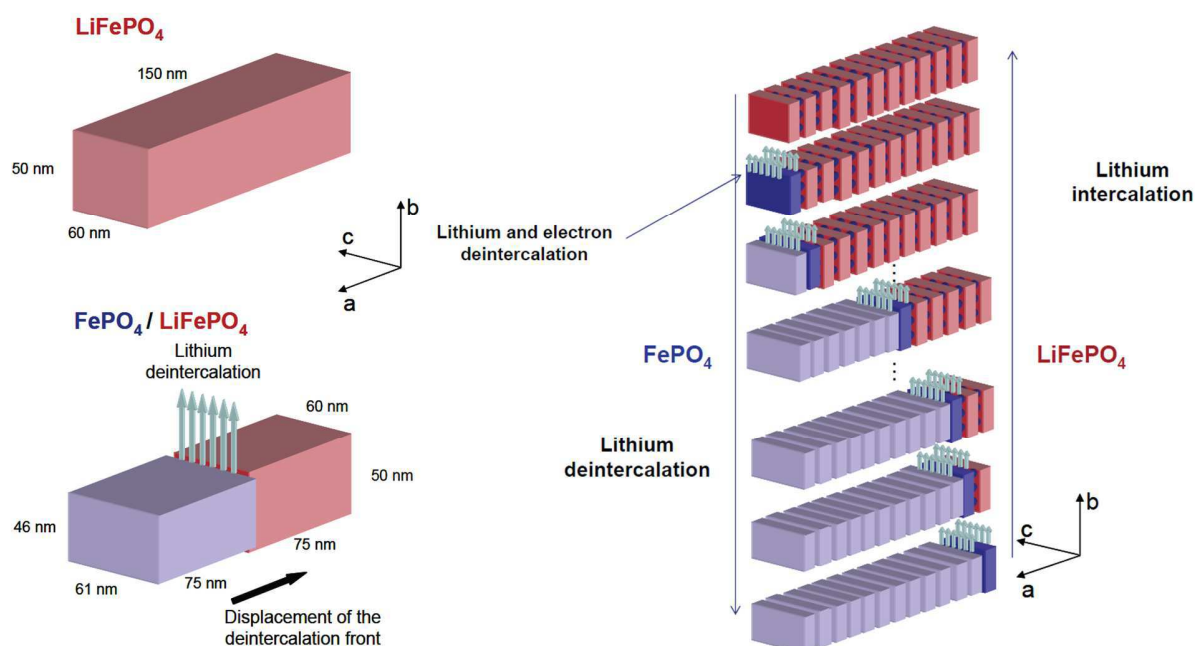 LiFePO₄
150 nm
50 nm
60 nm
b
c
a
FePO₄ / LiFePO₄
Lithium
deintercalation
60 nm
50 nm
46 nm
75 nm
61 nm
75 nm
Displacement of the
deintercalation front
Lithium and electron
deintercalation
Lithium
intercalation
FePO₄
LiFePO₄
Lithium
deintercalation
b
c
a